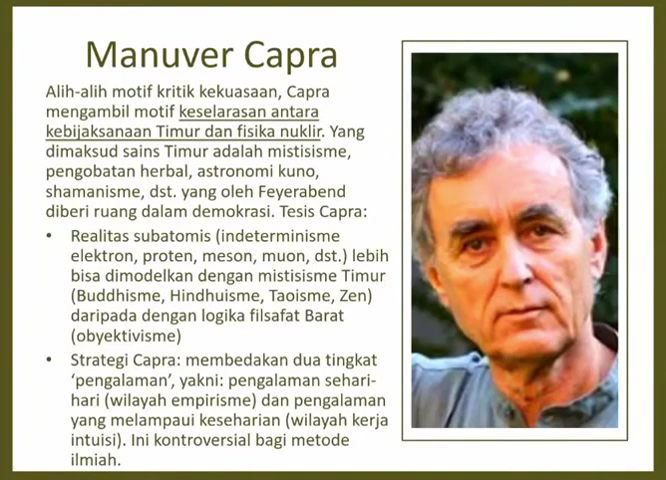 Manuver Capra
Alih-alih motif kritik kekuasaan, Capra
mengambil motif keselarasan antara
kebijaksanaan Timur dan fisika nuklir. Yang
dimaksud sains Timur adalah mistisisme,
pengobatan herbal, astronomi kuno,
shamanisme, dst. yang oleh Feyerabend
diberi ruang dalam demokrasi. Tesis Capra:
• Realitas subatomis (indeterminisme
elektron, proten, meson, muon, dst.) lebih
bisa dimodelkan dengan mistisisme Timur
(Buddhisme, Hindhuisme, Taoisme, Zen)
daripada dengan logika filsafat Barat
(obyektivisme)
• Strategi Capra: membedakan dua tingkat
‘pengalaman’, yakni: pengalaman sehari-
hari (wilayah empirisme) dan pengalaman
yang melampaui keseharian (wilayah kerja
intuisi). Ini kontroversial bagi metode
ilmiah.